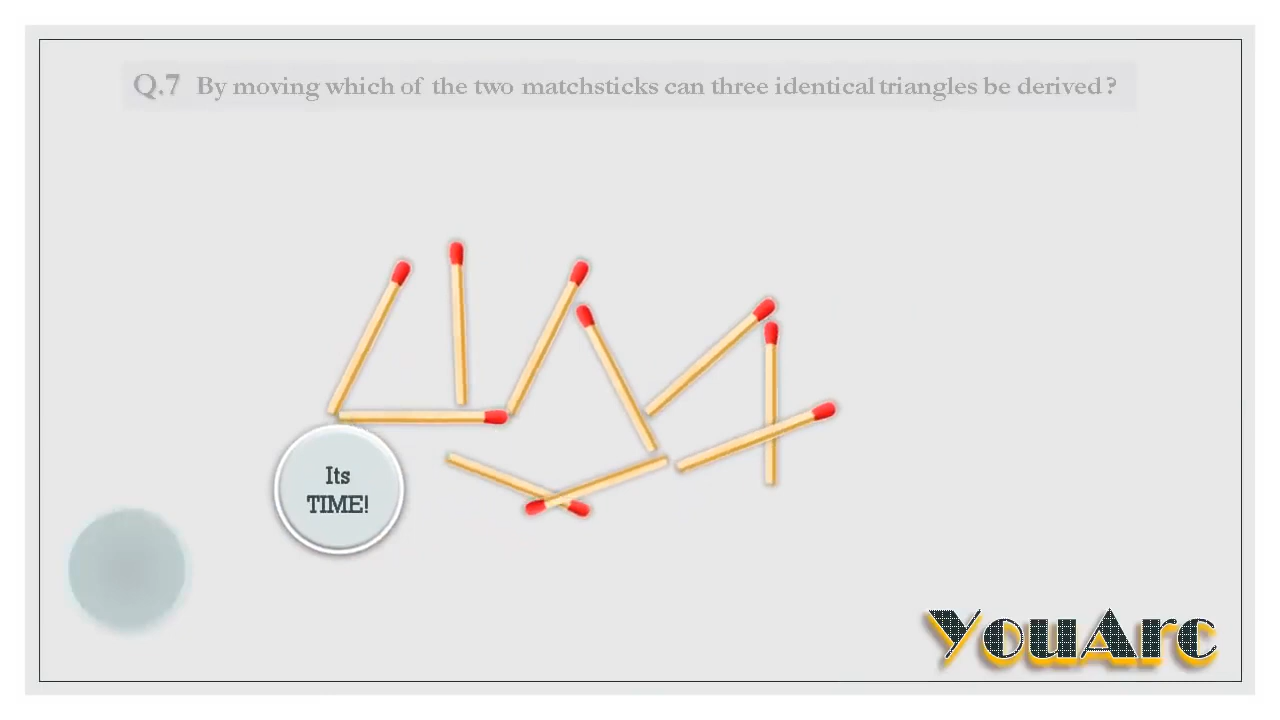 Q.7 By moving which of the two matchsticks can three identical triangles be derived ?
Its
TIME!
YouArc